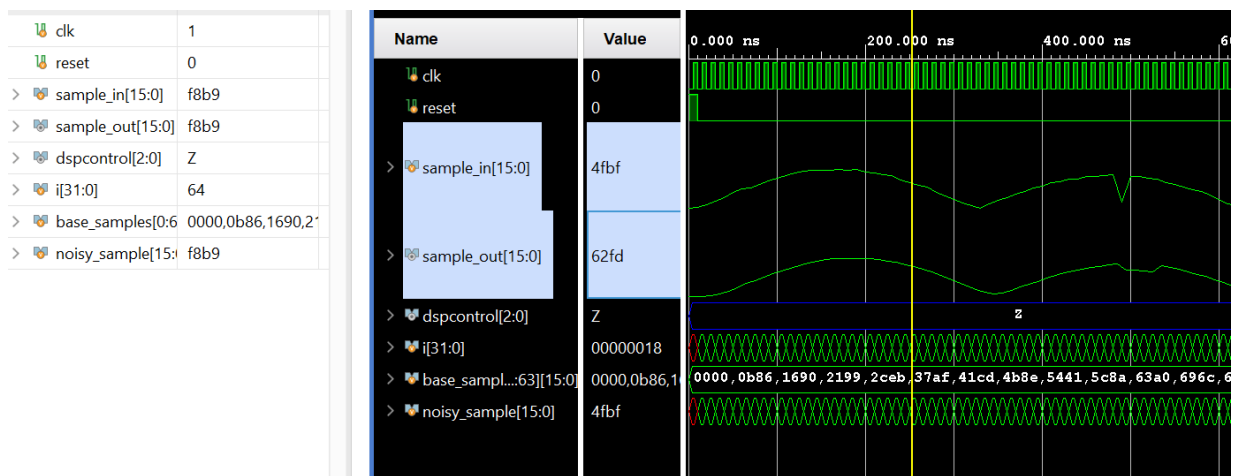 clk 1
reset 0
sample_in[15:0] f8b9
sample_out[15:0] f8b9
dspcontrol[2:0] Z
i[31:0] 64
base_samples[0:6 0000,0b86,1690,2
noisy_sample[15:( f8b9
Name Value
0.000 ns 200.000 ns 400.000 ns 6
clk 0
reset 0
sample_in[15:0] 4fbf
sample_out[15:0] 62fd
dspcontrol[2:0] Z Z
i[31:0] 00000018
base_sampl...:63][15:0] 0000,0b86,1 0000,0b86,1690,2199,2ceb,37af,41cd,4b8e,5441,5c8a,63a0,696c,6
noisy_sample[15:0] 4fbf